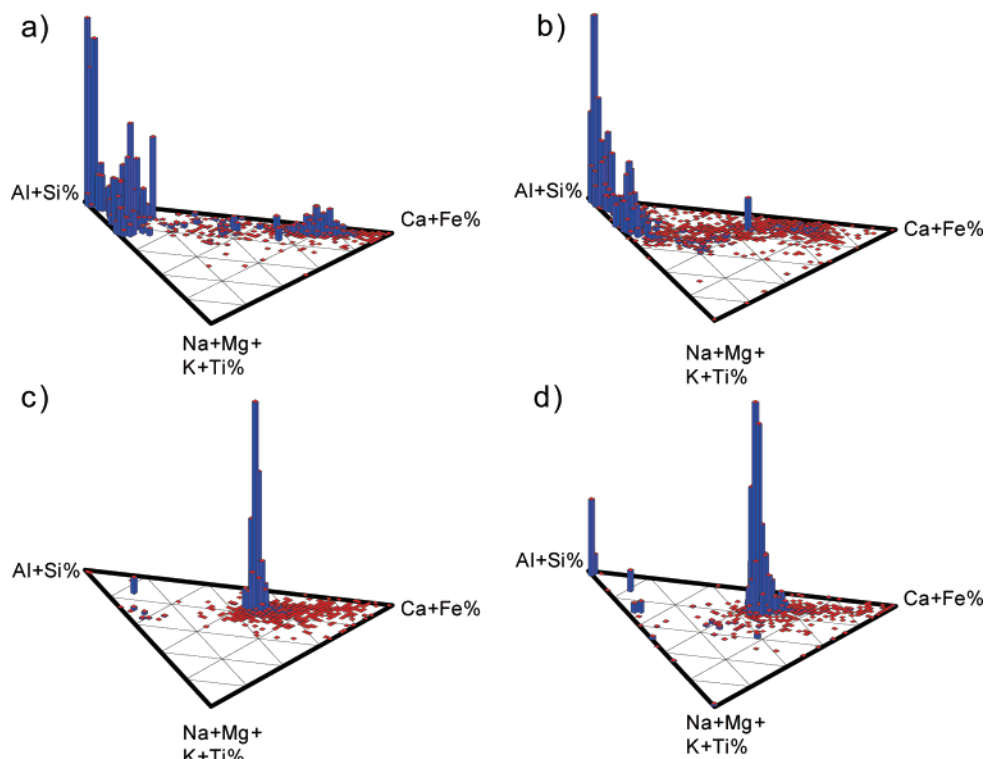 a)
b)
Al+Si%
Ca+Fe%
Al+Si%
Ca+Fe%
Na+Mg+
K+Ti%
Na+Mg+
K+Ti%
c)
d)
Al+Si%
Ca+Fe%
Al+Si%
Ca+Fe%
Na+Mg+
K+Ti%
Na+Mg+
K+Ti%